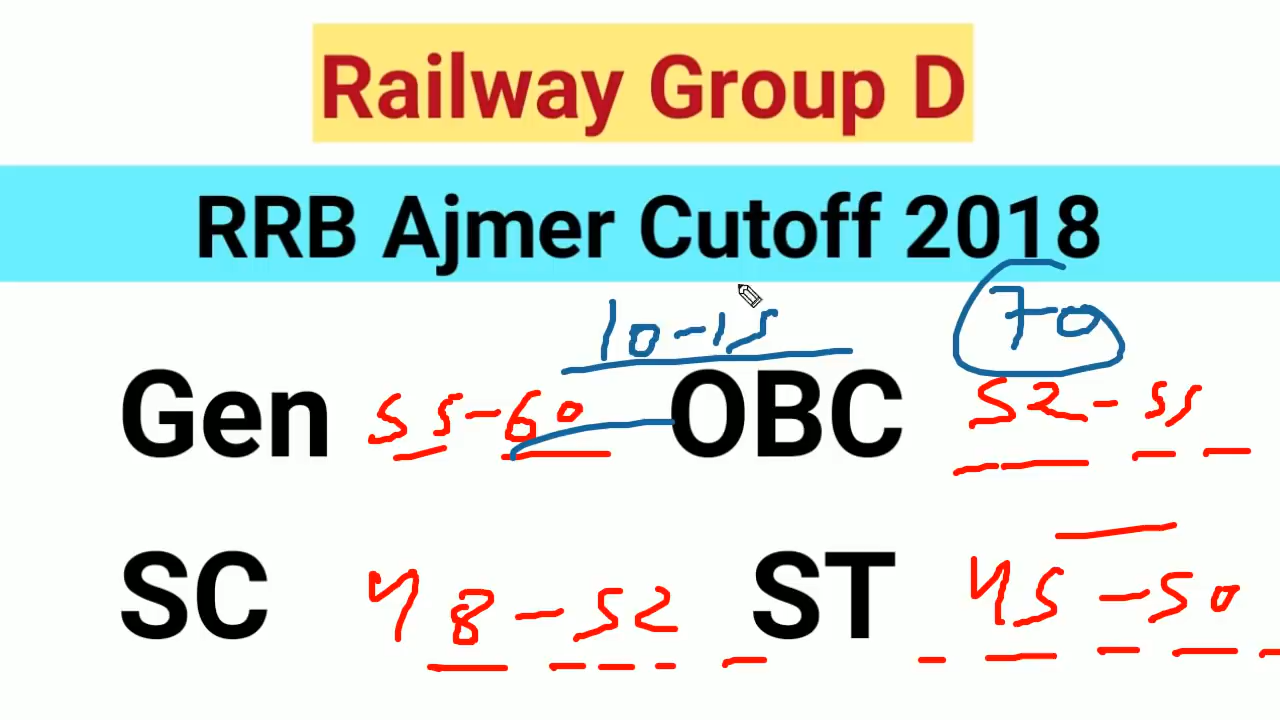 Railway Group D
RRB Ajmer Cutoff 2018
10-15 70
Gen 55-60 OBC 52-55
SC 48-52 ST 45-50